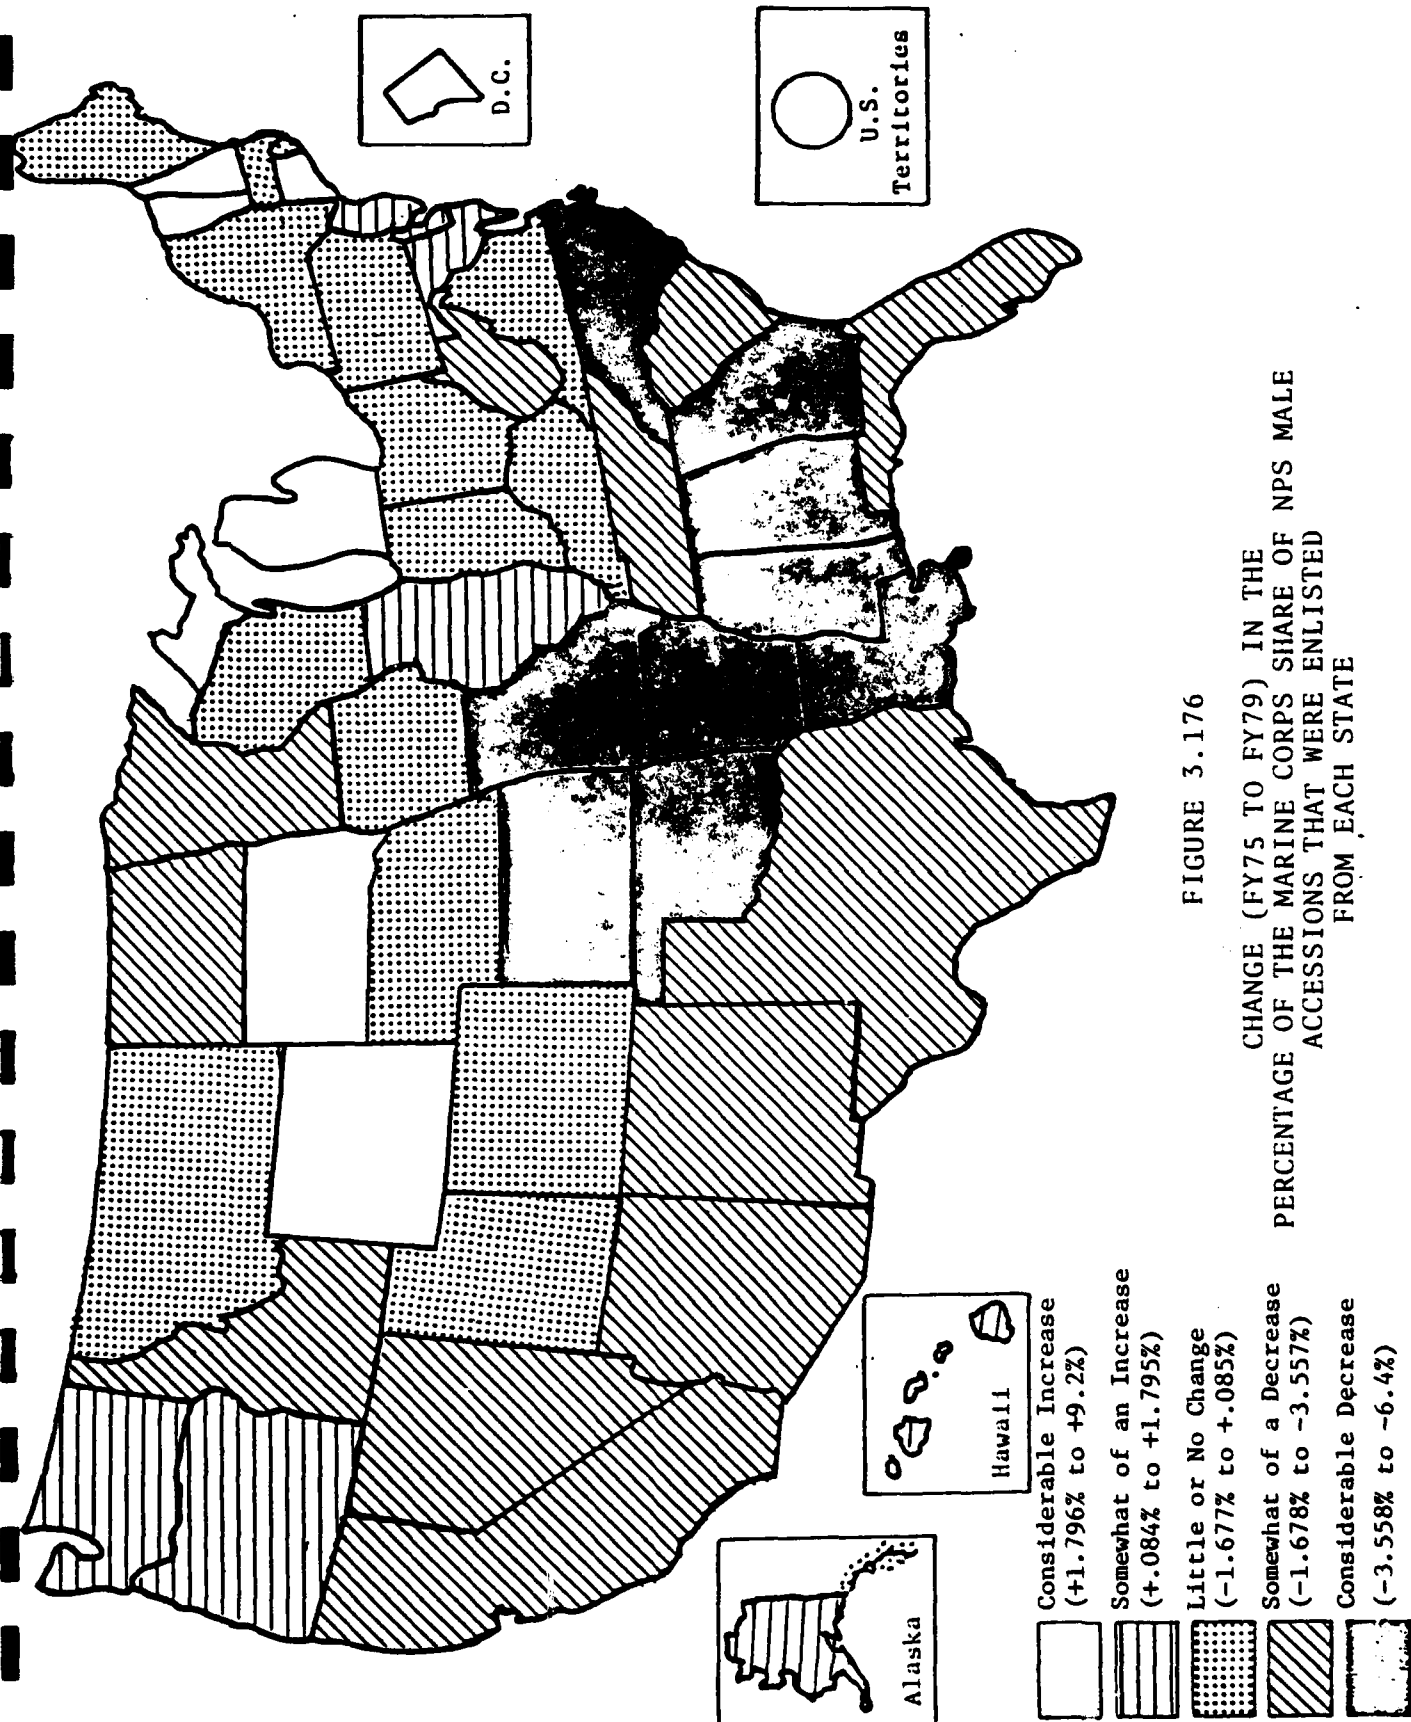 D.C.
U.S.
Territories
Alaska
Hawaii
Considerable Increase
(+1.796% to +9.2%)
Somewhat of an Increase
(+.084% to +1.795%)
Little or No Change
(-1.677% to +.085%)
Somewhat of a Decrease
(-1.678% to -3.557%)
Considerable Decrease
(-3.558% to -6.4%)
FIGURE 3.176
CHANGE (FY75 TO FY79) IN THE
PERCENTAGE OF THE MARINE CORPS SHARE OF NPS MALE
ACCESSIONS THAT WERE ENLISTED
FROM EACH STATE